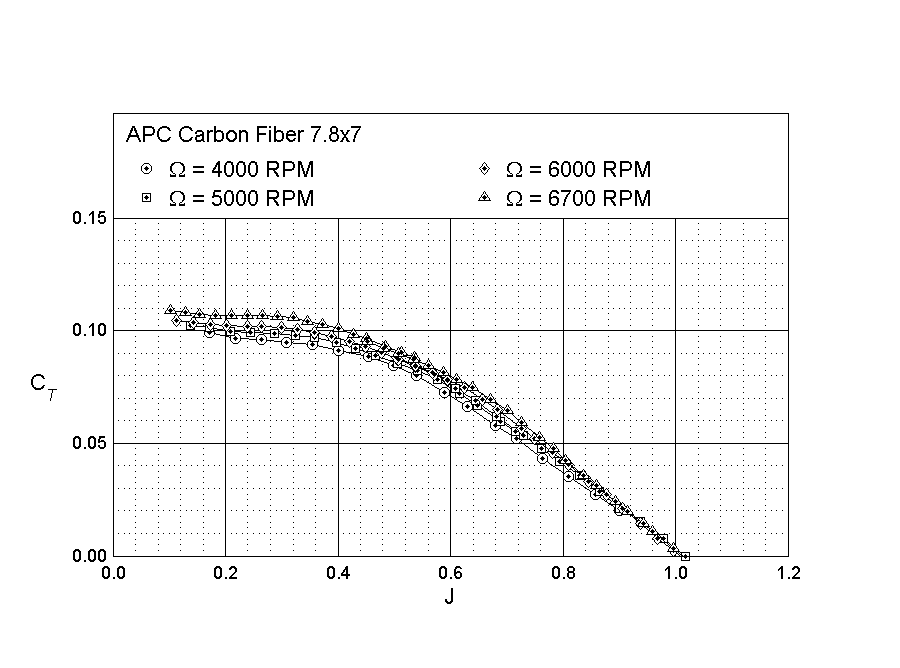 APC Carbon Fiber 7.8x7
Ω = 4000 RPM
Ω = 6000 RPM
Ω = 5000 RPM
Ω = 6700 RPM
0.15
0.10
C_T
0.05
0.00
0.0 0.2 0.4 0.6 0.8 1.0 1.2
J